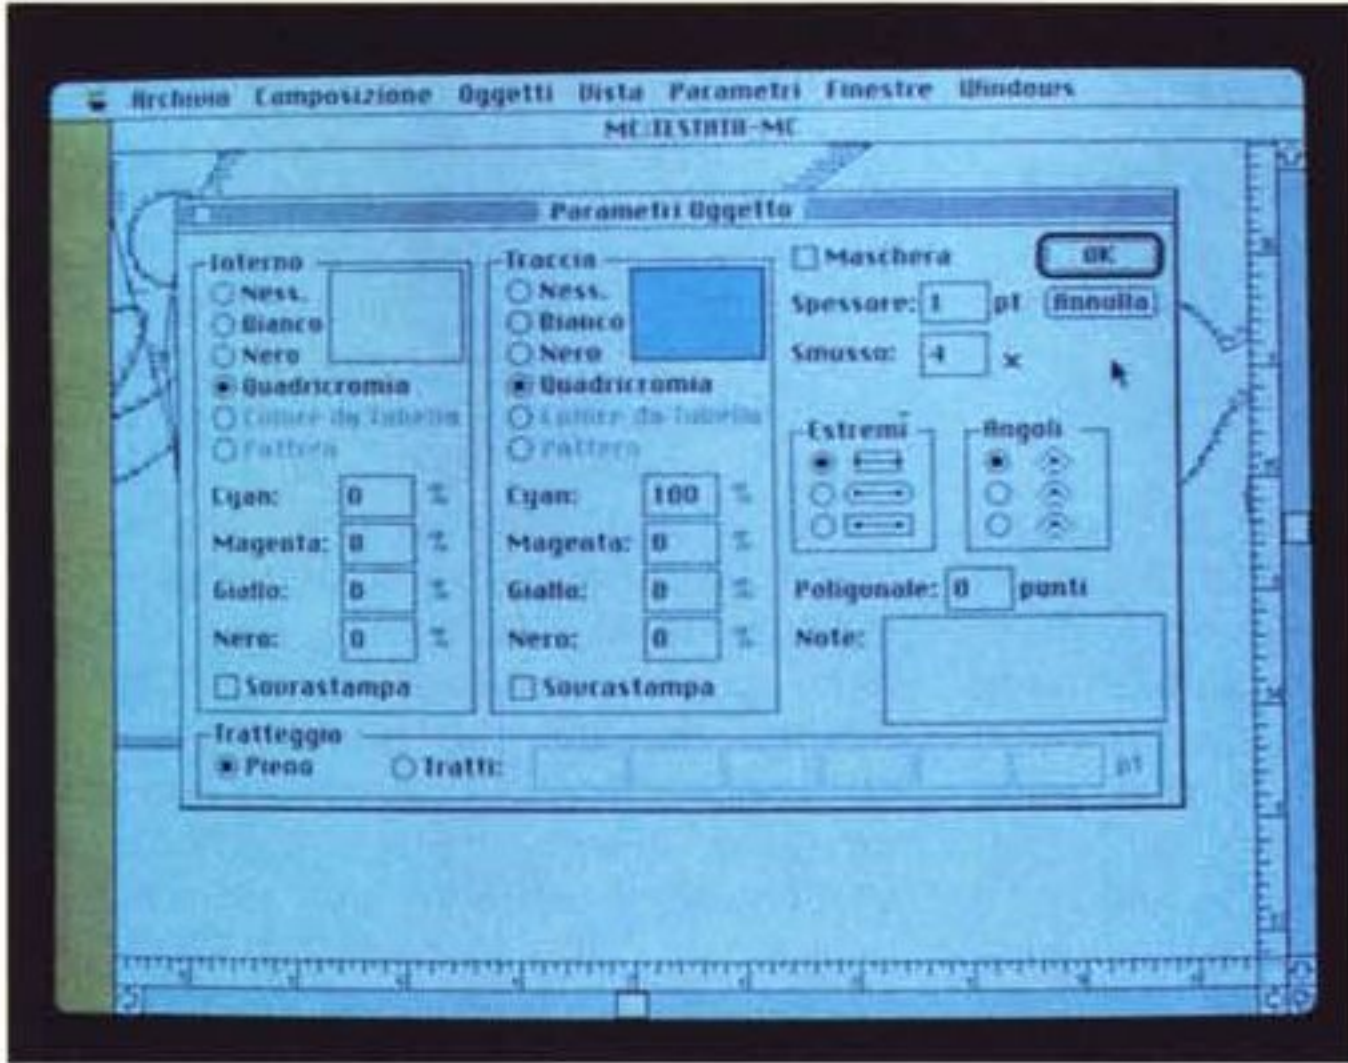 Archivio Composizione Oggetti Vista Parametri Finestre Windows
MC:TESTATA-MC
Parametri Oggetto
Interno
Ness.
Bianco
Nero
Quadricromia
Colore da Tabella
Pattern
Cyan: 0 %
Magenta: 0 %
Giallo: 0 %
Nero: 0 %
Sovrastampa
Traccia
Ness.
Bianco
Nero
Quadricromia
Colore da Tabella
Pattern
Cyan: 100 %
Magenta: 0 %
Giallo: 0 %
Nero: 0 %
Sovrastampa
Maschera
OK
Spessore: 1 pt
Annulla
Smusso: 4 x
Estremi
Angoli
Poligonale: 0 punti
Note:
Tratteggio
Pieno
Tratti: pt